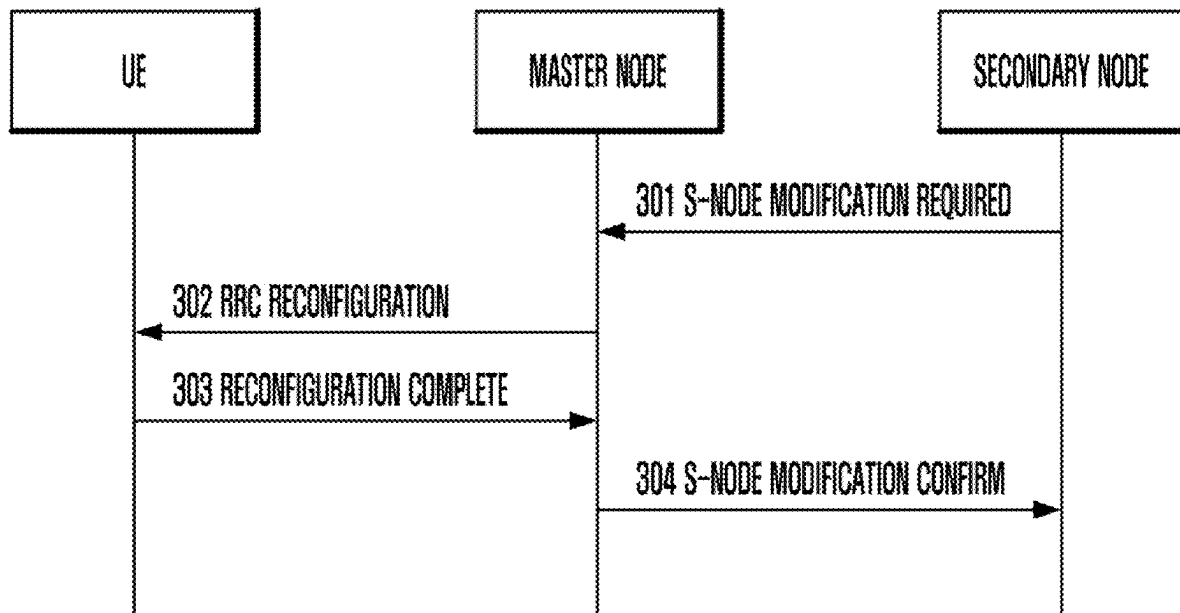 UE
MASTER NODE
SECONDARY NODE
301 S-NODE MODIFICATION REQUIRED
302 RRC RECONFIGURATION
303 RECONFIGURATION COMPLETE
304 S-NODE MODIFICATION CONFIRM